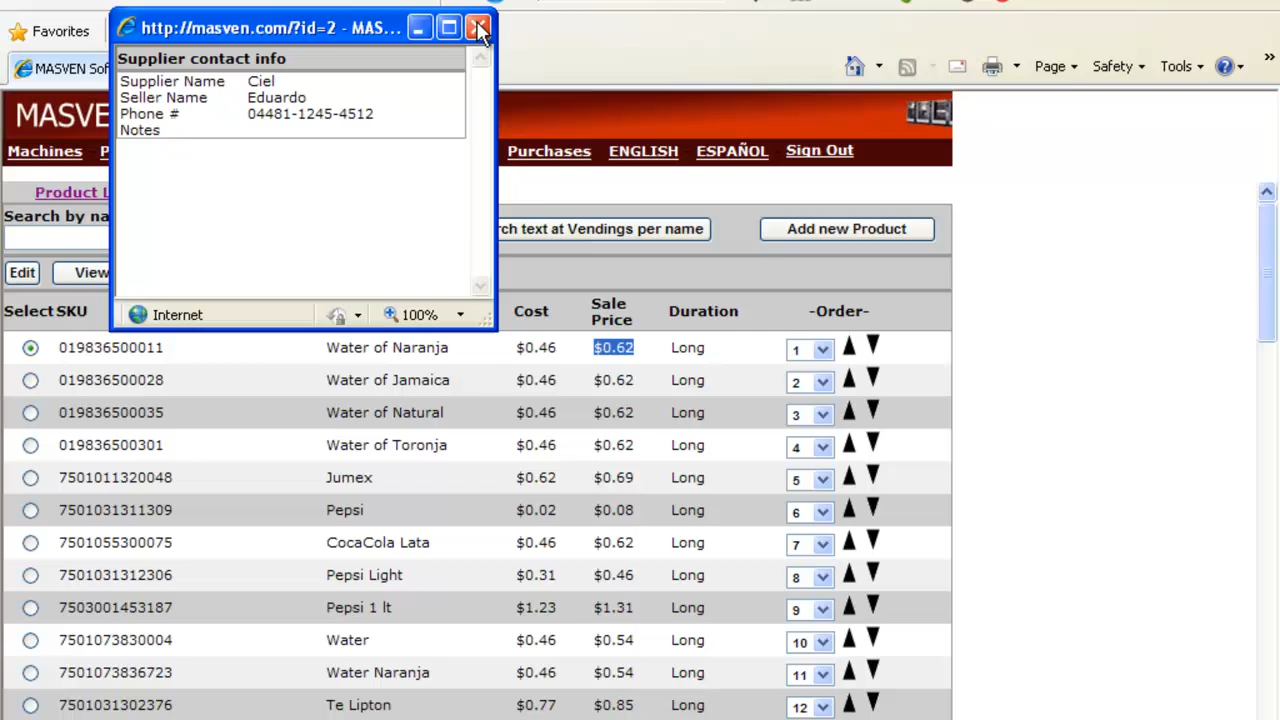 Favorites
http://masven.com/?id=2 - MAS...
MASVEN Sof
Page
Safety
Tools
Supplier contact info
Supplier Name Ciel
Seller Name Eduardo
Phone # 04481-1245-4512
Notes
Internet 100%
MASVE
Machines P Purchases ENGLISH ESPAÑOL Sign Out
Product L
Search by na
rch text at Vendings per name
Add new Product
Edit View
Select SKU Cost Sale Price Duration -Order-
019836500011 Water of Naranja $0.46 $0.62 Long 1
019836500028 Water of Jamaica $0.46 $0.62 Long 2
019836500035 Water of Natural $0.46 $0.62 Long 3
019836500301 Water of Toronja $0.46 $0.62 Long 4
7501011320048 Jumex $0.62 $0.69 Long 5
7501031311309 Pepsi $0.02 $0.08 Long 6
7501055300075 CocaCola Lata $0.46 $0.62 Long 7
7501031312306 Pepsi Light $0.31 $0.46 Long 8
7503001453187 Pepsi 1 lt $1.23 $1.31 Long 9
7501073830004 Water $0.46 $0.54 Long 10
7501073836723 Water Naranja $0.46 $0.54 Long 11
7501031302376 Te Lipton $0.77 $0.85 Long 12